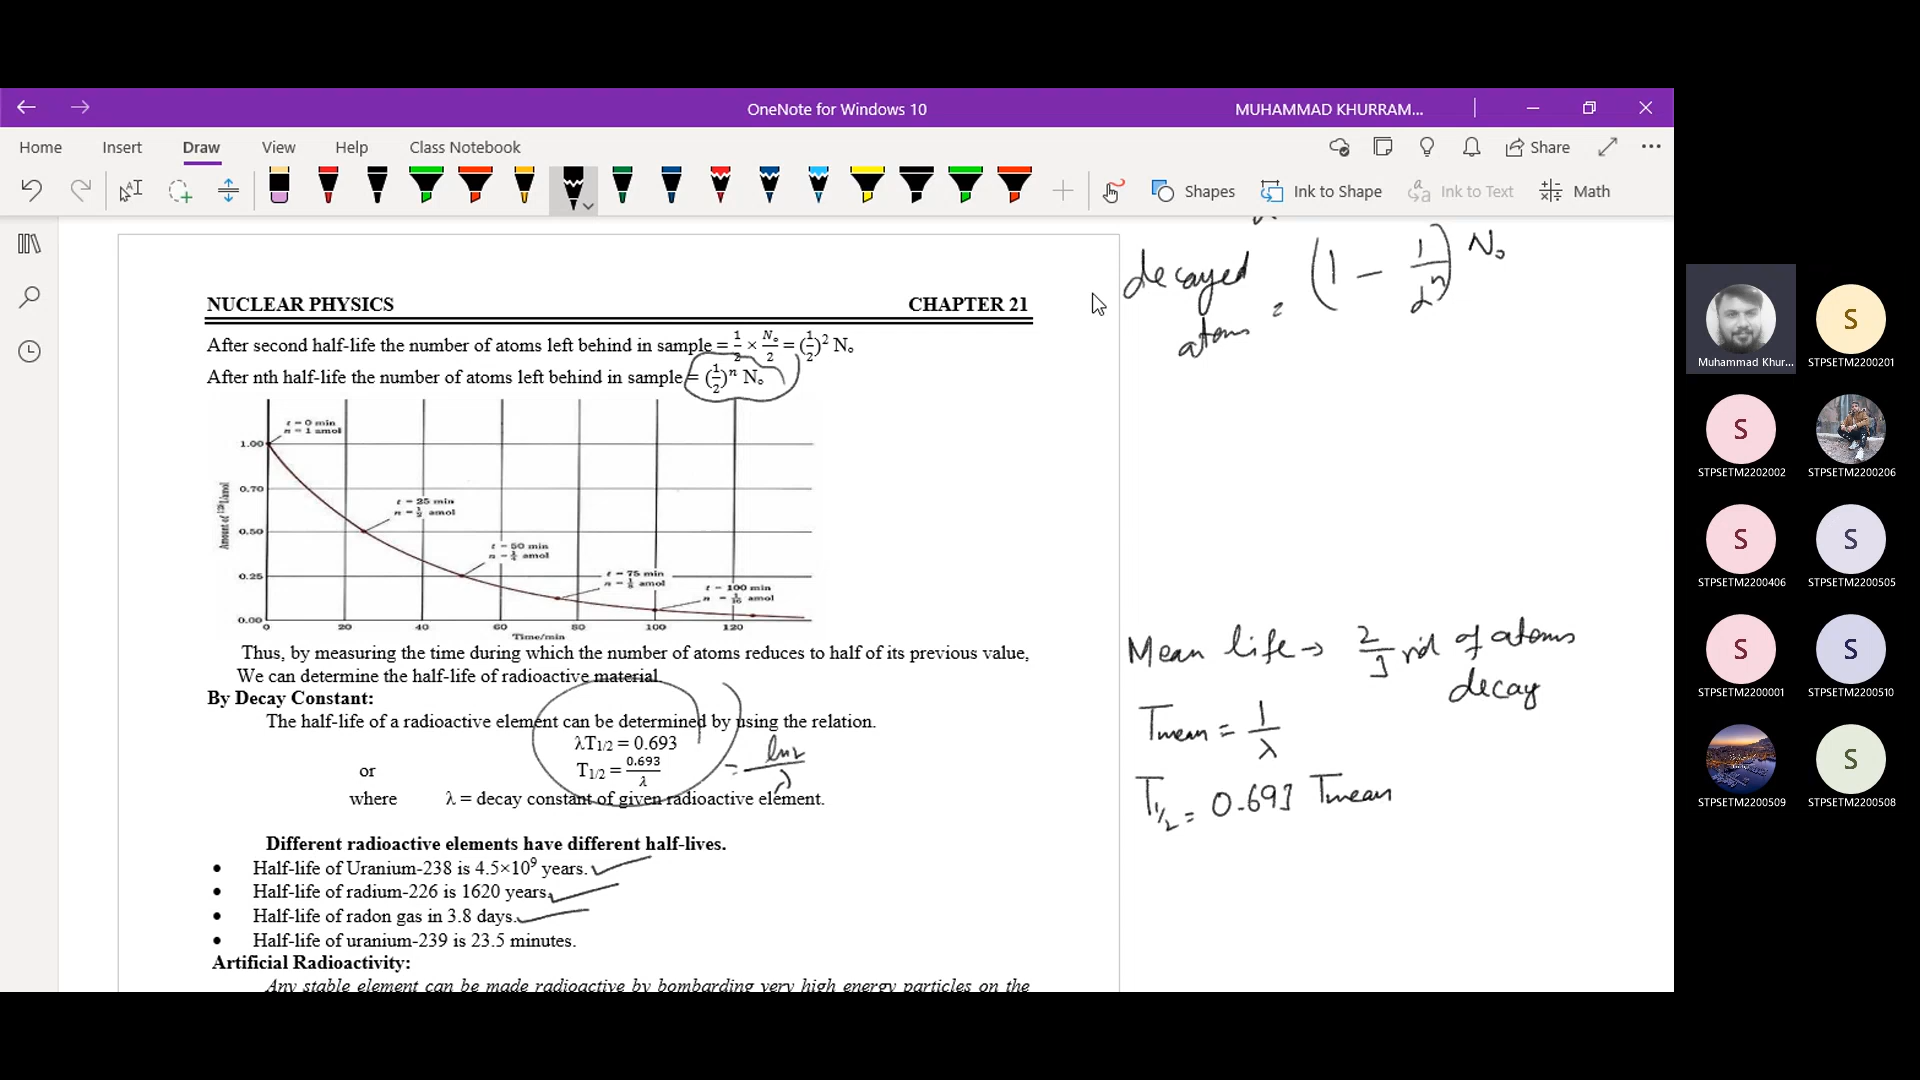 OneNote for Windows 10
MUHAMMAD KHURRAM...
Home Insert Draw View Help Class Notebook
Share
Shapes Ink to Shape Ink to Text Math
decayed atoms = (1 - 1/2^n) N₀
NUCLEAR PHYSICS CHAPTER 21
After second half-life the number of atoms left behind in sample = 1/2 × N₀/2 = (1/2)² N₀
After nth half-life the number of atoms left behind in sample = (1/2)ⁿ N₀
t = 0 min
n = 1 amol
1.00
0.70
t = 25 min
n = 1/2 amol
0.50
t = 50 min
n = 1/4 amol
0.25
t = 75 min
n = 1/8 amol
t = 100 min
n = 1/16 amol
0.00
0 20 40 60 80 100 120
Time/min
Thus, by measuring the time during which the number of atoms reduces to half of its previous value,
We can determine the half-life of radioactive material.
By Decay Constant:
The half-life of a radioactive element can be determined by using the relation.
λT1/2 = 0.693
or T1/2 = 0.693/λ = ln2/λ
where λ = decay constant of given radioactive element.
Different radioactive elements have different half-lives.
• Half-life of Uranium-238 is 4.5×10⁹ years.
• Half-life of radium-226 is 1620 years.
• Half-life of radon gas in 3.8 days.
• Half-life of uranium-239 is 23.5 minutes.
Artificial Radioactivity:
Any stable element can be made radioactive by bombarding very high energy particles on the
Mean life → 2/3 rd of atoms
decay
Tmean = 1/λ
T1/2 = 0.693 Tmean
Muhammad Khur...
S
STPSETM2200201
S
STPSETM2202002
STPSETM2200206
S
STPSETM2200406
S
STPSETM2200505
S
STPSETM2200001
S
STPSETM2200510
STPSETM2200509
S
STPSETM2200508